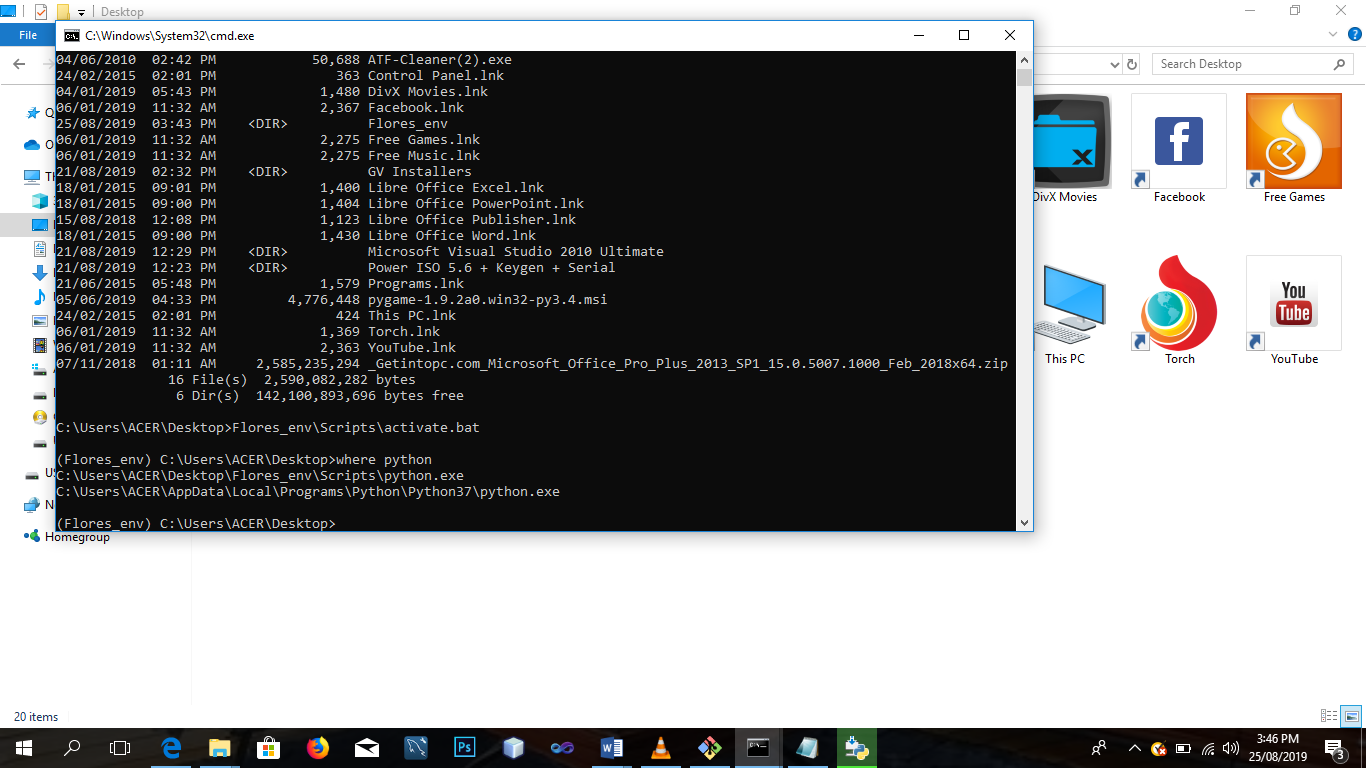 Desktop
C:\Windows\System32\cmd.exe
File
04/06/2010  02:42 PM            50,688 ATF-Cleaner(2).exe
24/02/2015  02:01 PM               363 Control Panel.lnk
04/01/2019  05:43 PM             1,480 DivX Movies.lnk
06/01/2019  11:32 AM             2,367 Facebook.lnk
25/08/2019  03:43 PM    <DIR>          Flores_env
06/01/2019  11:32 AM             2,275 Free Games.lnk
06/01/2019  11:32 AM             2,275 Free Music.lnk
21/08/2019  02:32 PM    <DIR>          GV Installers
18/01/2015  09:01 PM             1,400 Libre Office Excel.lnk
18/01/2015  09:00 PM             1,404 Libre Office PowerPoint.lnk
15/08/2018  12:08 PM             1,123 Libre Office Publisher.lnk
18/01/2015  09:00 PM             1,430 Libre Office Word.lnk
21/08/2019  12:29 PM    <DIR>          Microsoft Visual Studio 2010 Ultimate
21/08/2019  12:23 PM    <DIR>          Power ISO 5.6 + Keygen + Serial
21/06/2015  05:48 PM             1,579 Programs.lnk
05/06/2019  04:33 PM         4,776,448 pygame-1.9.2a0.win32-py3.4.msi
24/02/2015  02:01 PM               424 This PC.lnk
06/01/2019  11:32 AM             1,369 Torch.lnk
06/01/2019  11:32 AM             2,363 YouTube.lnk
07/11/2018  01:11 AM     2,585,235,294 _Getintopc.com_Microsoft_Office_Pro_Plus_2013_SP1_15.0.5007.1000_Feb_2018x64.zip
16 File(s)  2,590,082,282 bytes
6 Dir(s)  142,100,893,696 bytes free
C:\Users\ACER\Desktop>Flores_env\Scripts\activate.bat
(Flores_env) C:\Users\ACER\Desktop>where python
C:\Users\ACER\Desktop\Flores_env\Scripts\python.exe
C:\Users\ACER\AppData\Local\Programs\Python\Python37\python.exe
(Flores_env) C:\Users\ACER\Desktop>
Homegroup
Search Desktop
DivX Movies
Facebook
Free Games
This PC
Torch
You
Tube
YouTube
20 items
Ps
3:46 PM
25/08/2019
3